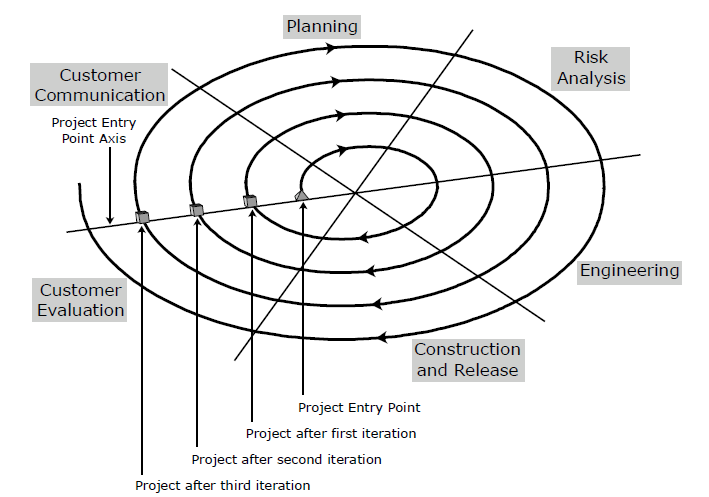 Planning
Risk
Analysis
Customer
Communication
Project Entry
Point Axis
Engineering
Customer
Evaluation
Construction
and Release
Project Entry Point
Project after first iteration
Project after second iteration
Project after third iteration